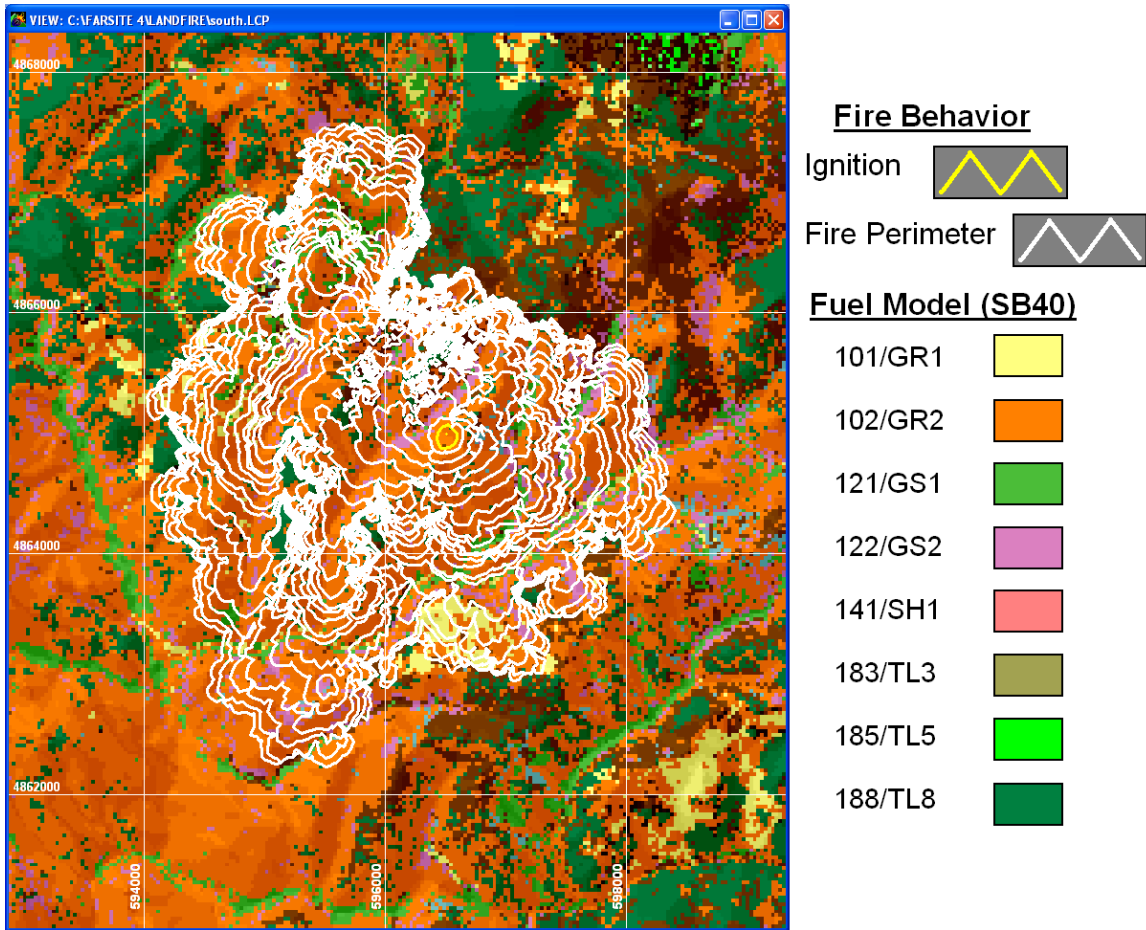 VIEW: C:\FARSITE 4\LANDFIRE\south.LCP
4868000
4866000
4864000
4862000
594000
596000
598000
Fire Behavior
Ignition
Fire Perimeter
Fuel Model (SB40)
101/GR1
102/GR2
121/GS1
122/GS2
141/SH1
183/TL3
185/TL5
188/TL8